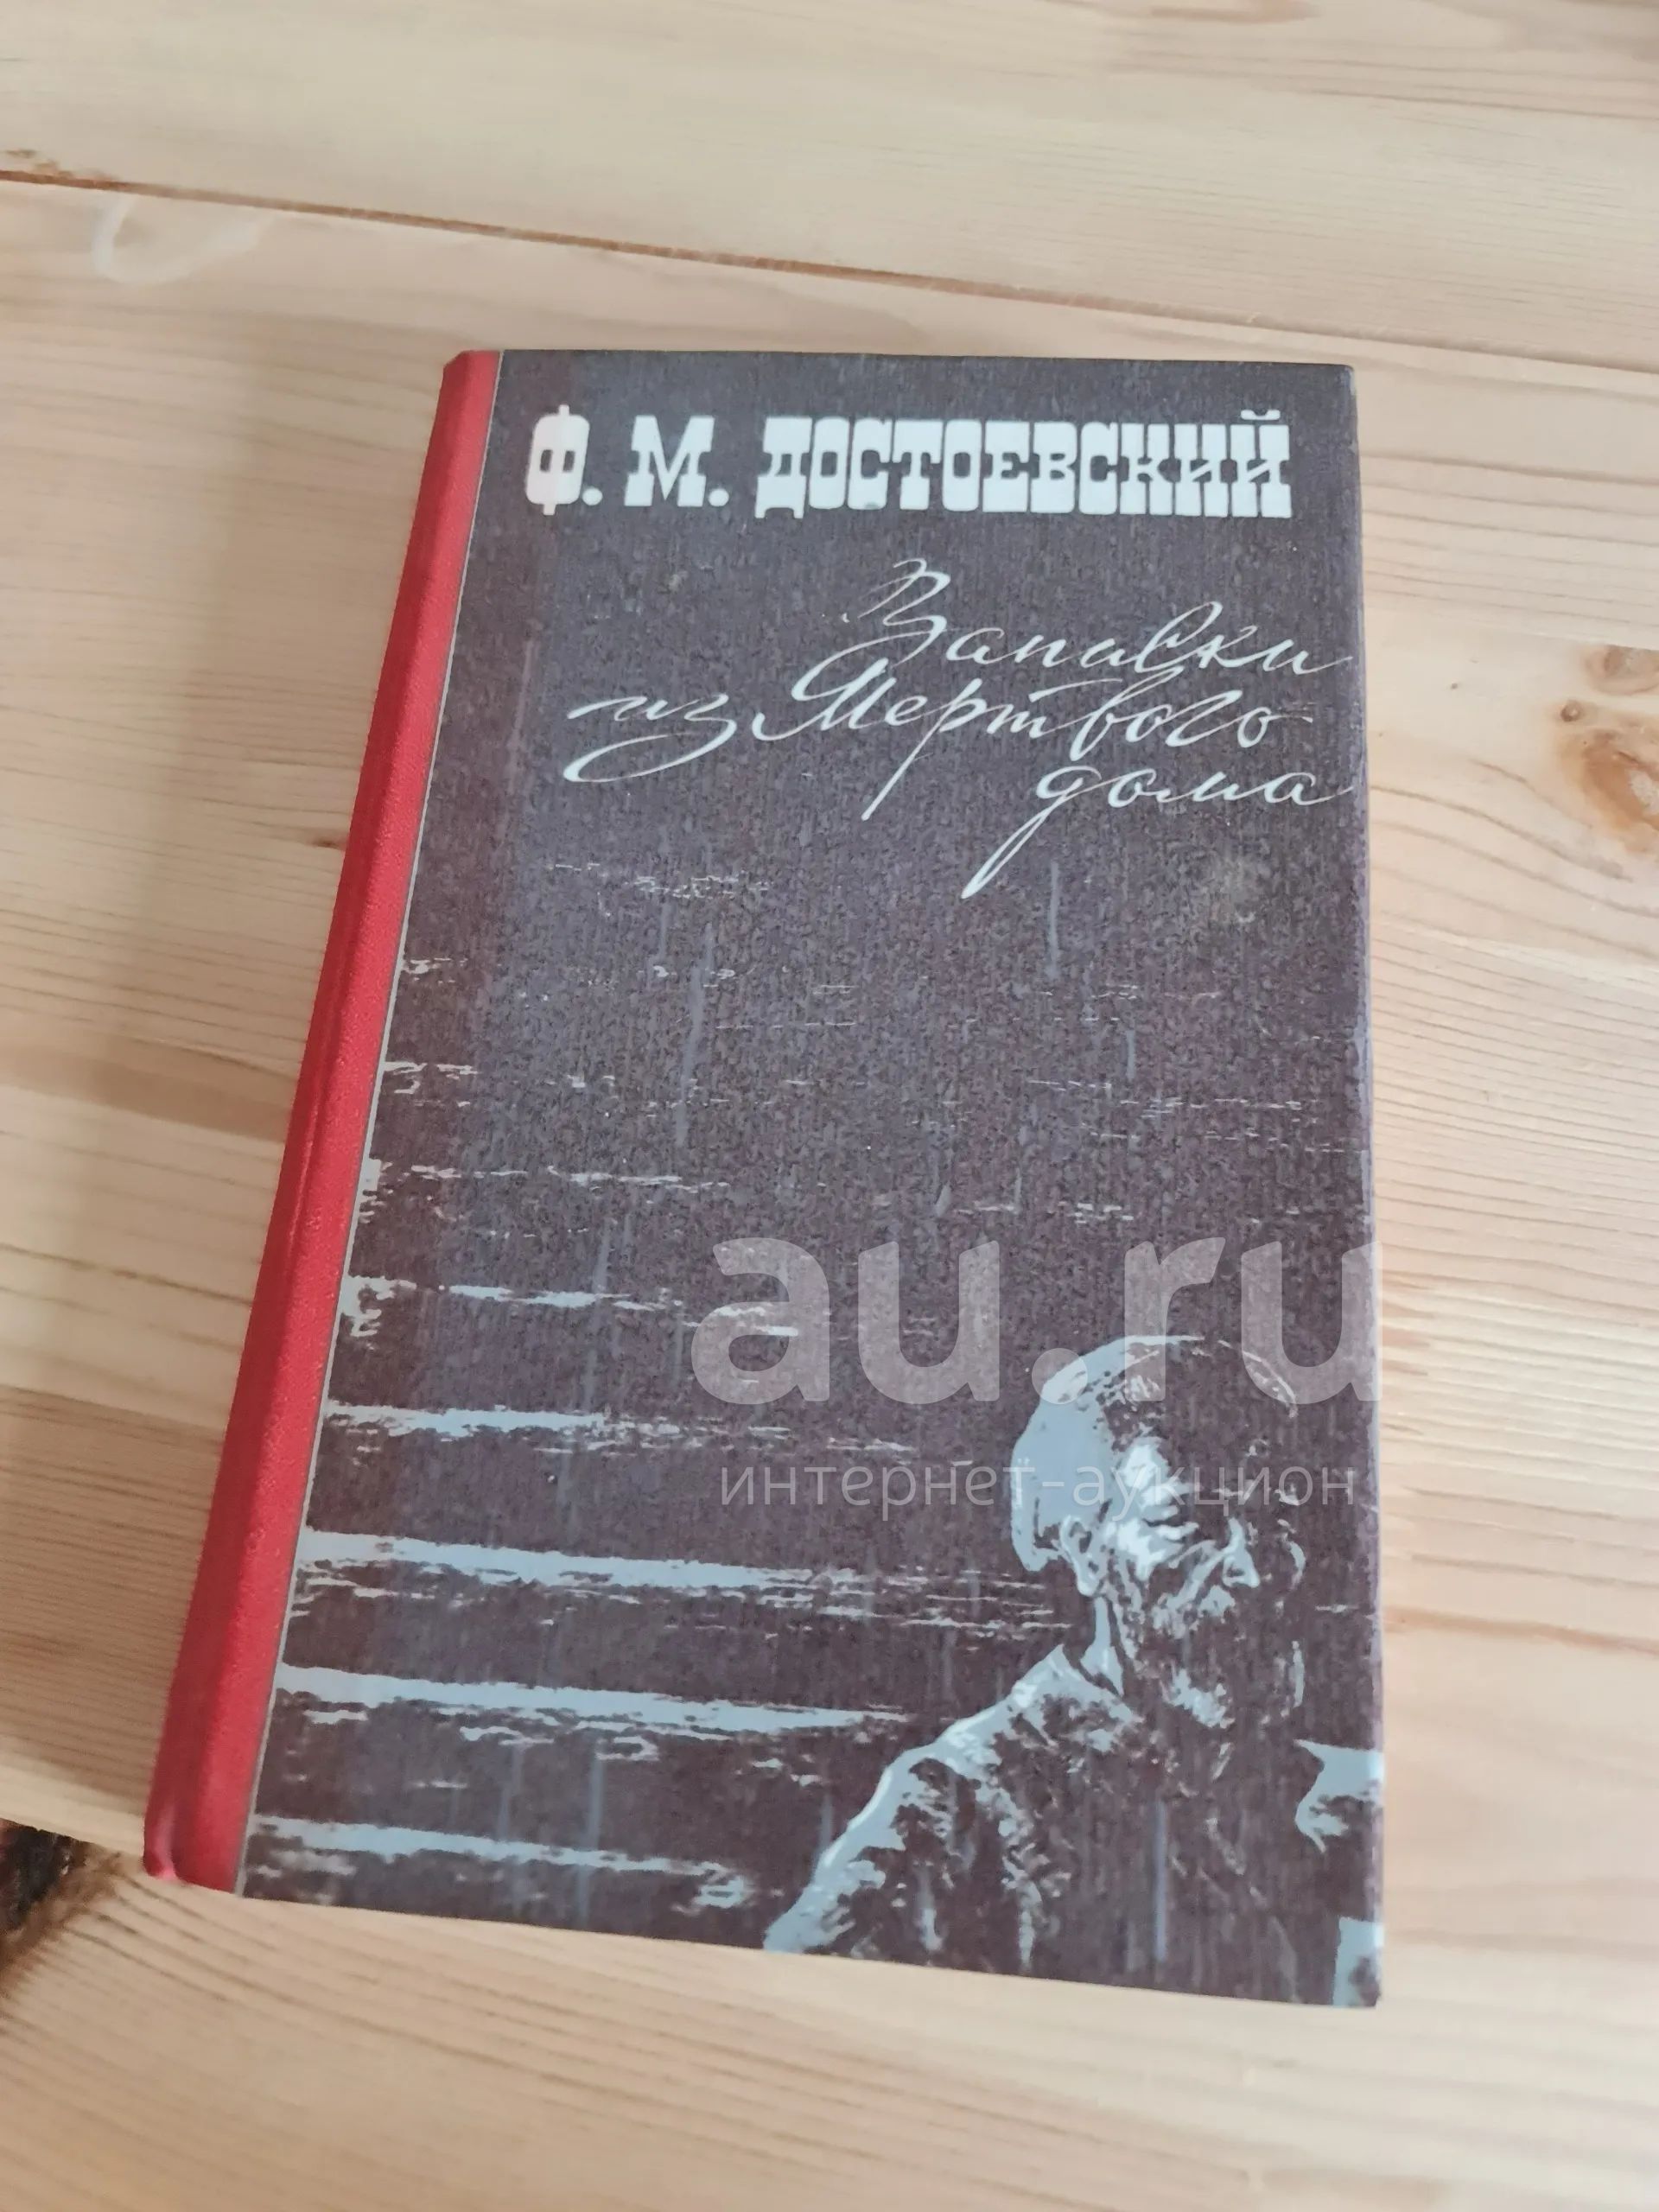 Ф. М. ДОСТОЕВСКИЙ
Записки
из Мертвого
дома
au.ru
интернет-аукцион